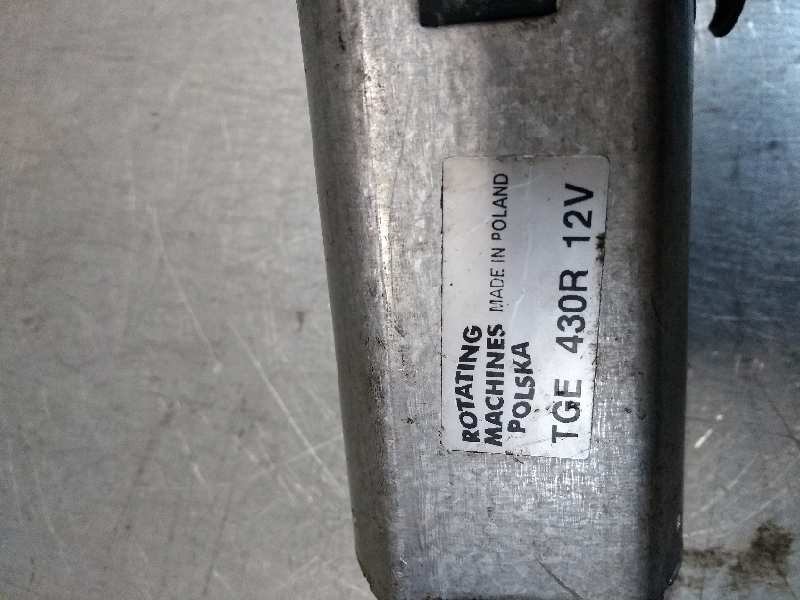 ROTATING
MACHINES MADE IN POLAND
POLSKA
TGE 430R 12V